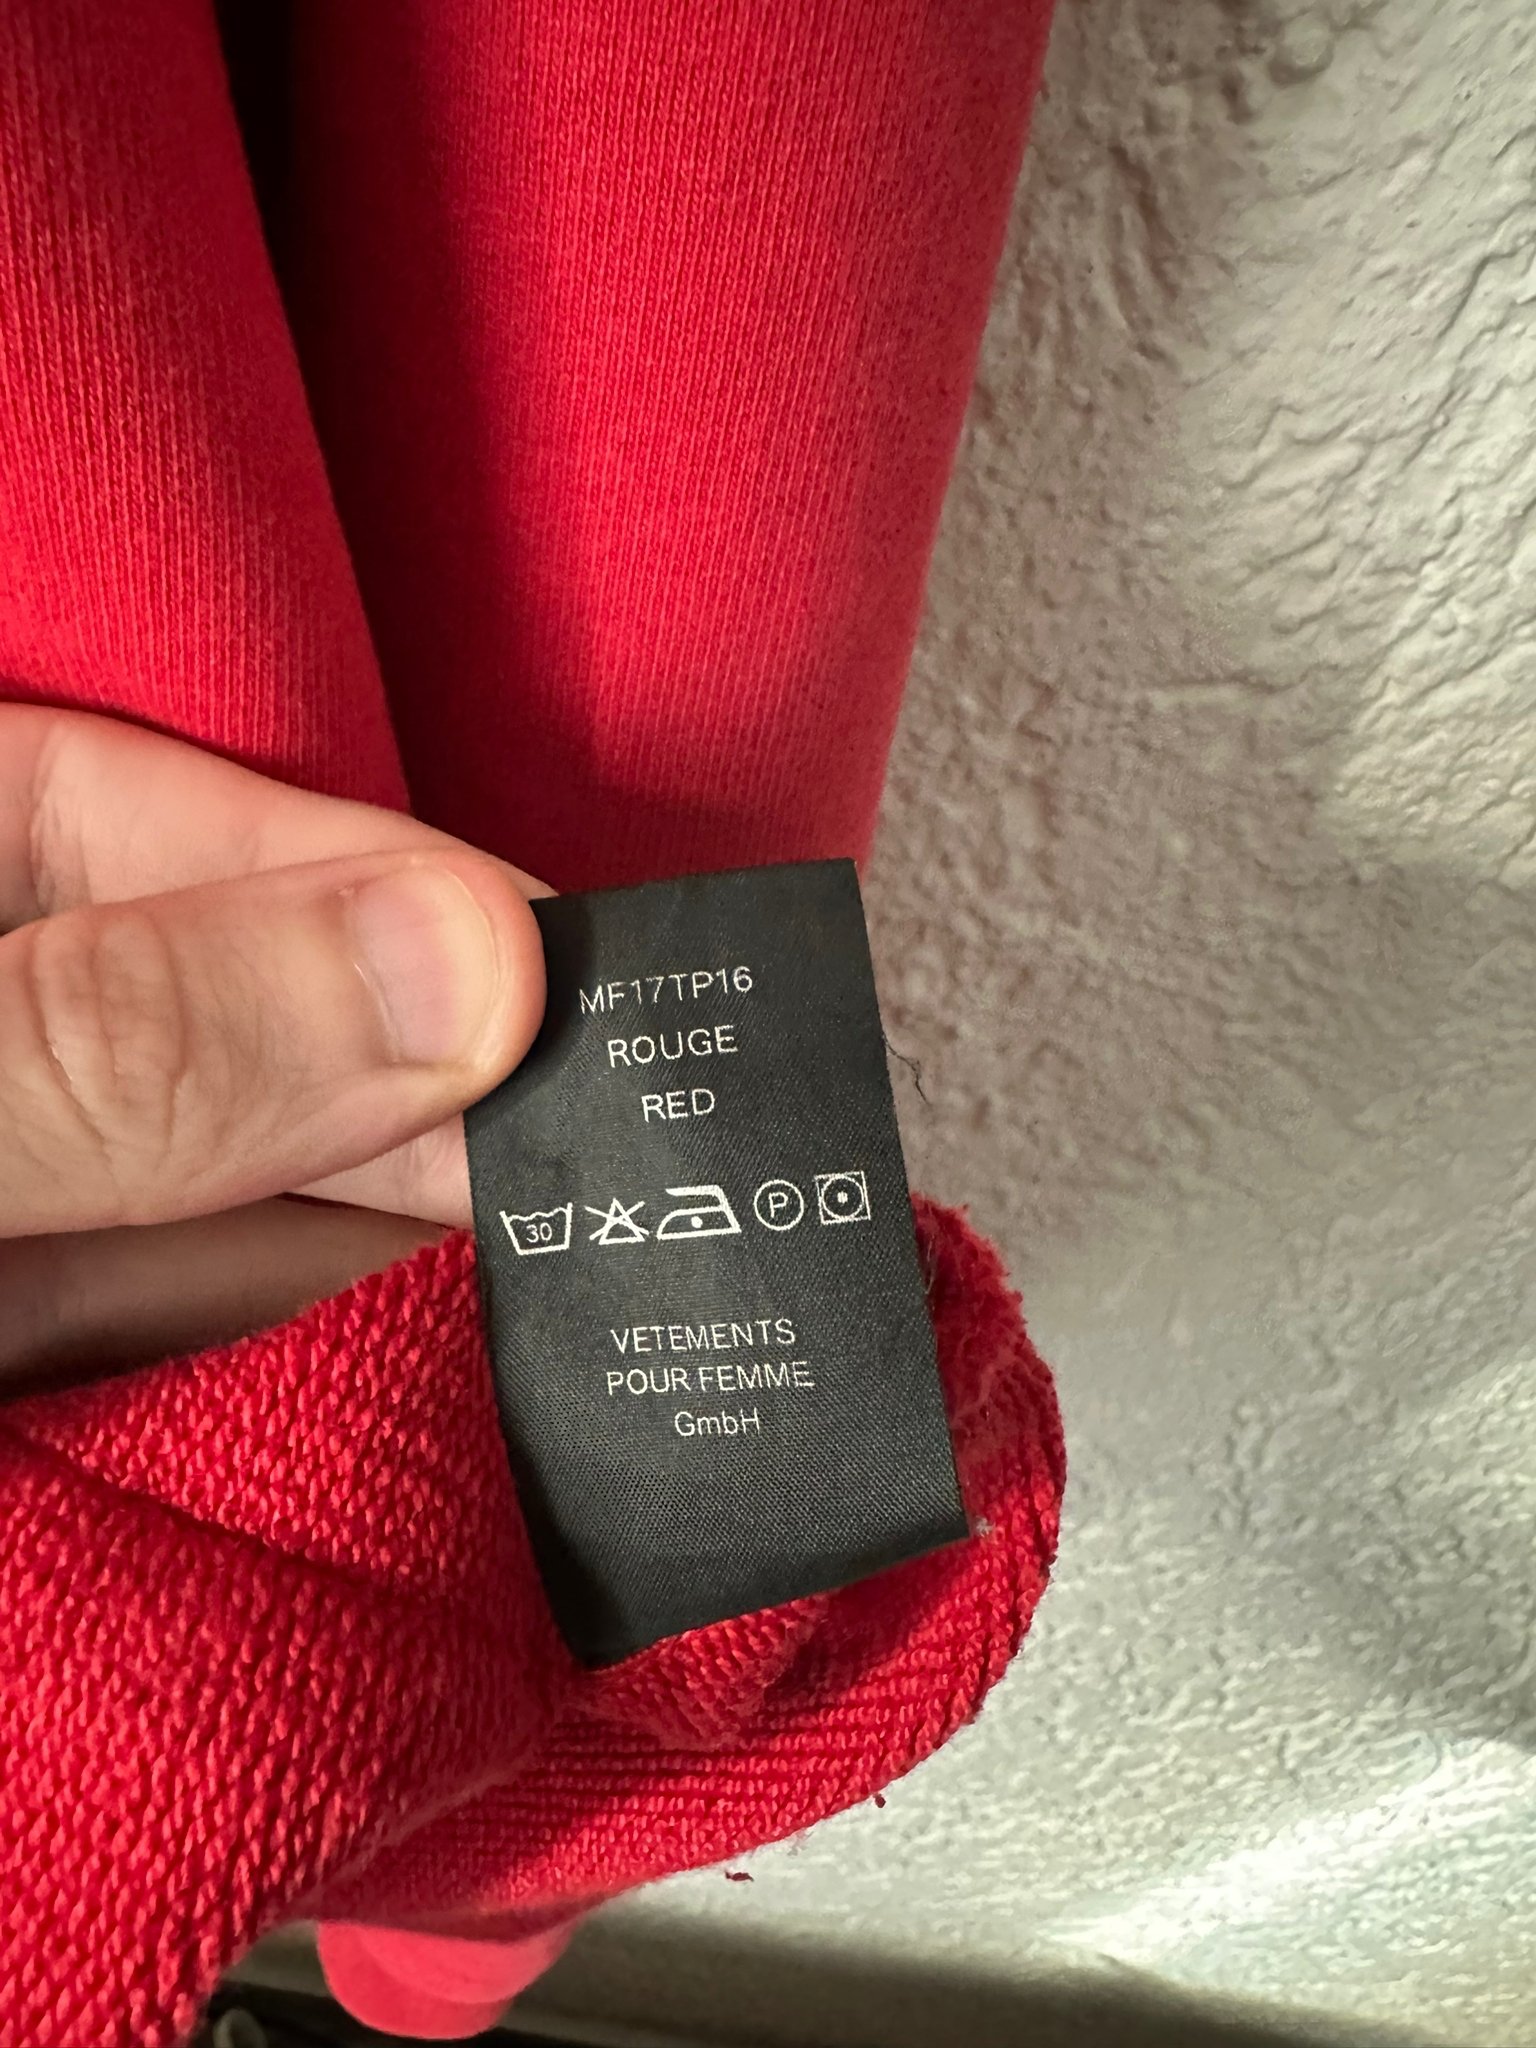 MF17TP16
ROUGE
RED
30 P
VETEMENTS
POUR FEMME
GmbH